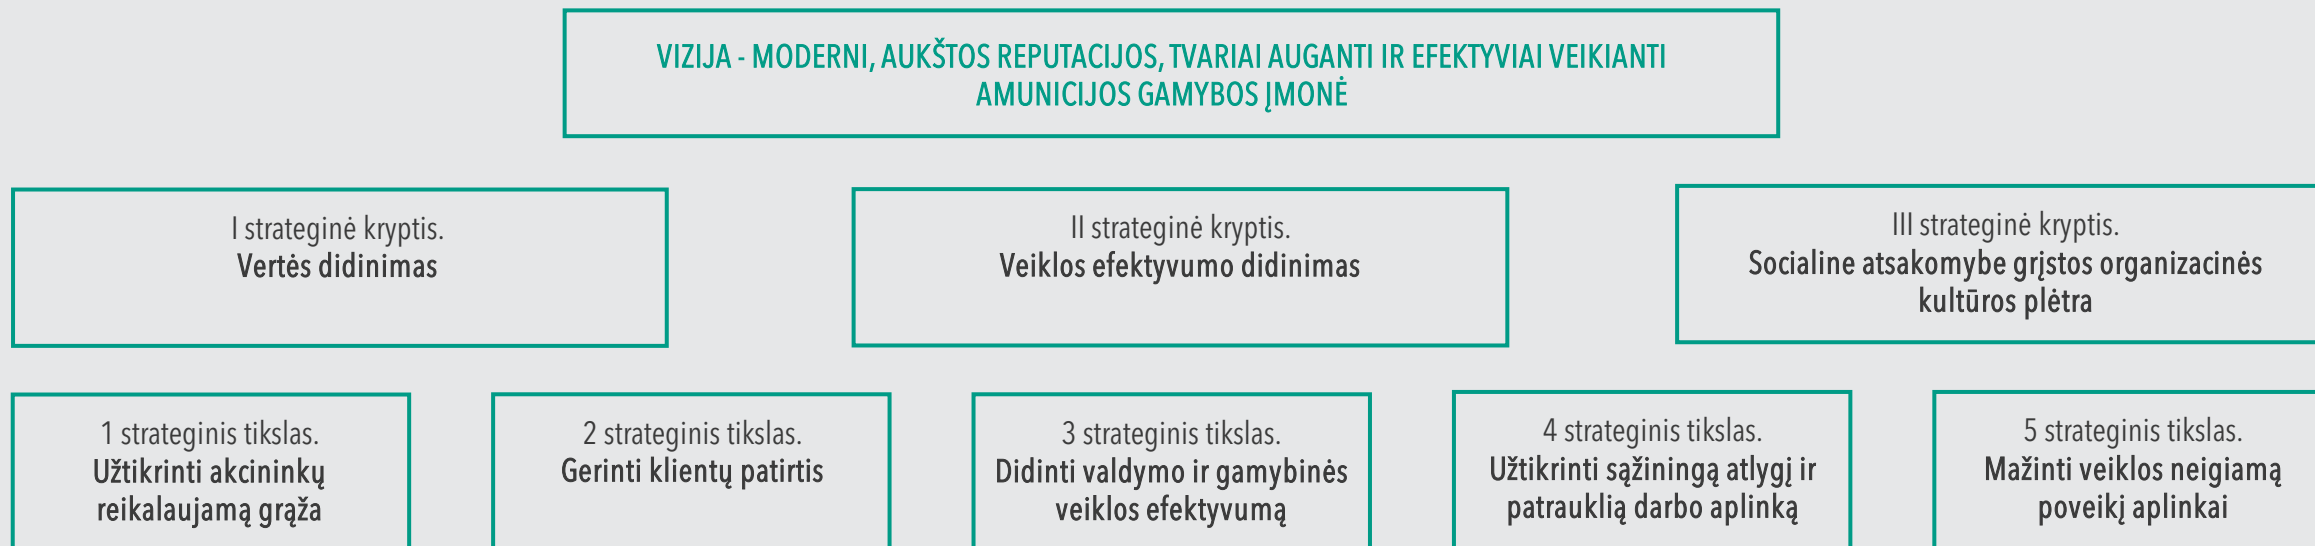 VIZIJA - MODERNI, AUKŠTOS REPUTACIJOS, TVARIAI AUGANTI IR EFEKTYVIAI VEIKIANTI
AMUNICIJOS GAMYBOS ĮMONĖ
I strateginė kryptis.
Vertės didinimas
II strateginė kryptis.
Veiklos efektyvumo didinimas
III strateginė kryptis.
Socialine atsakomybe grįstos organizacinės
kultūros plėtra
1 strateginis tikslas.
Užtikrinti akcininkų
reikalaujamą grąža
2 strateginis tikslas.
Gerinti klientų patirtis
3 strateginis tikslas.
Didinti valdymo ir gamybinės
veiklos efektyvumą
4 strateginis tikslas.
Užtikrinti sąžiningą atlygį ir
patrauklią darbo aplinką
5 strateginis tikslas.
Mažinti veiklos neigiamą
poveikį aplinkai